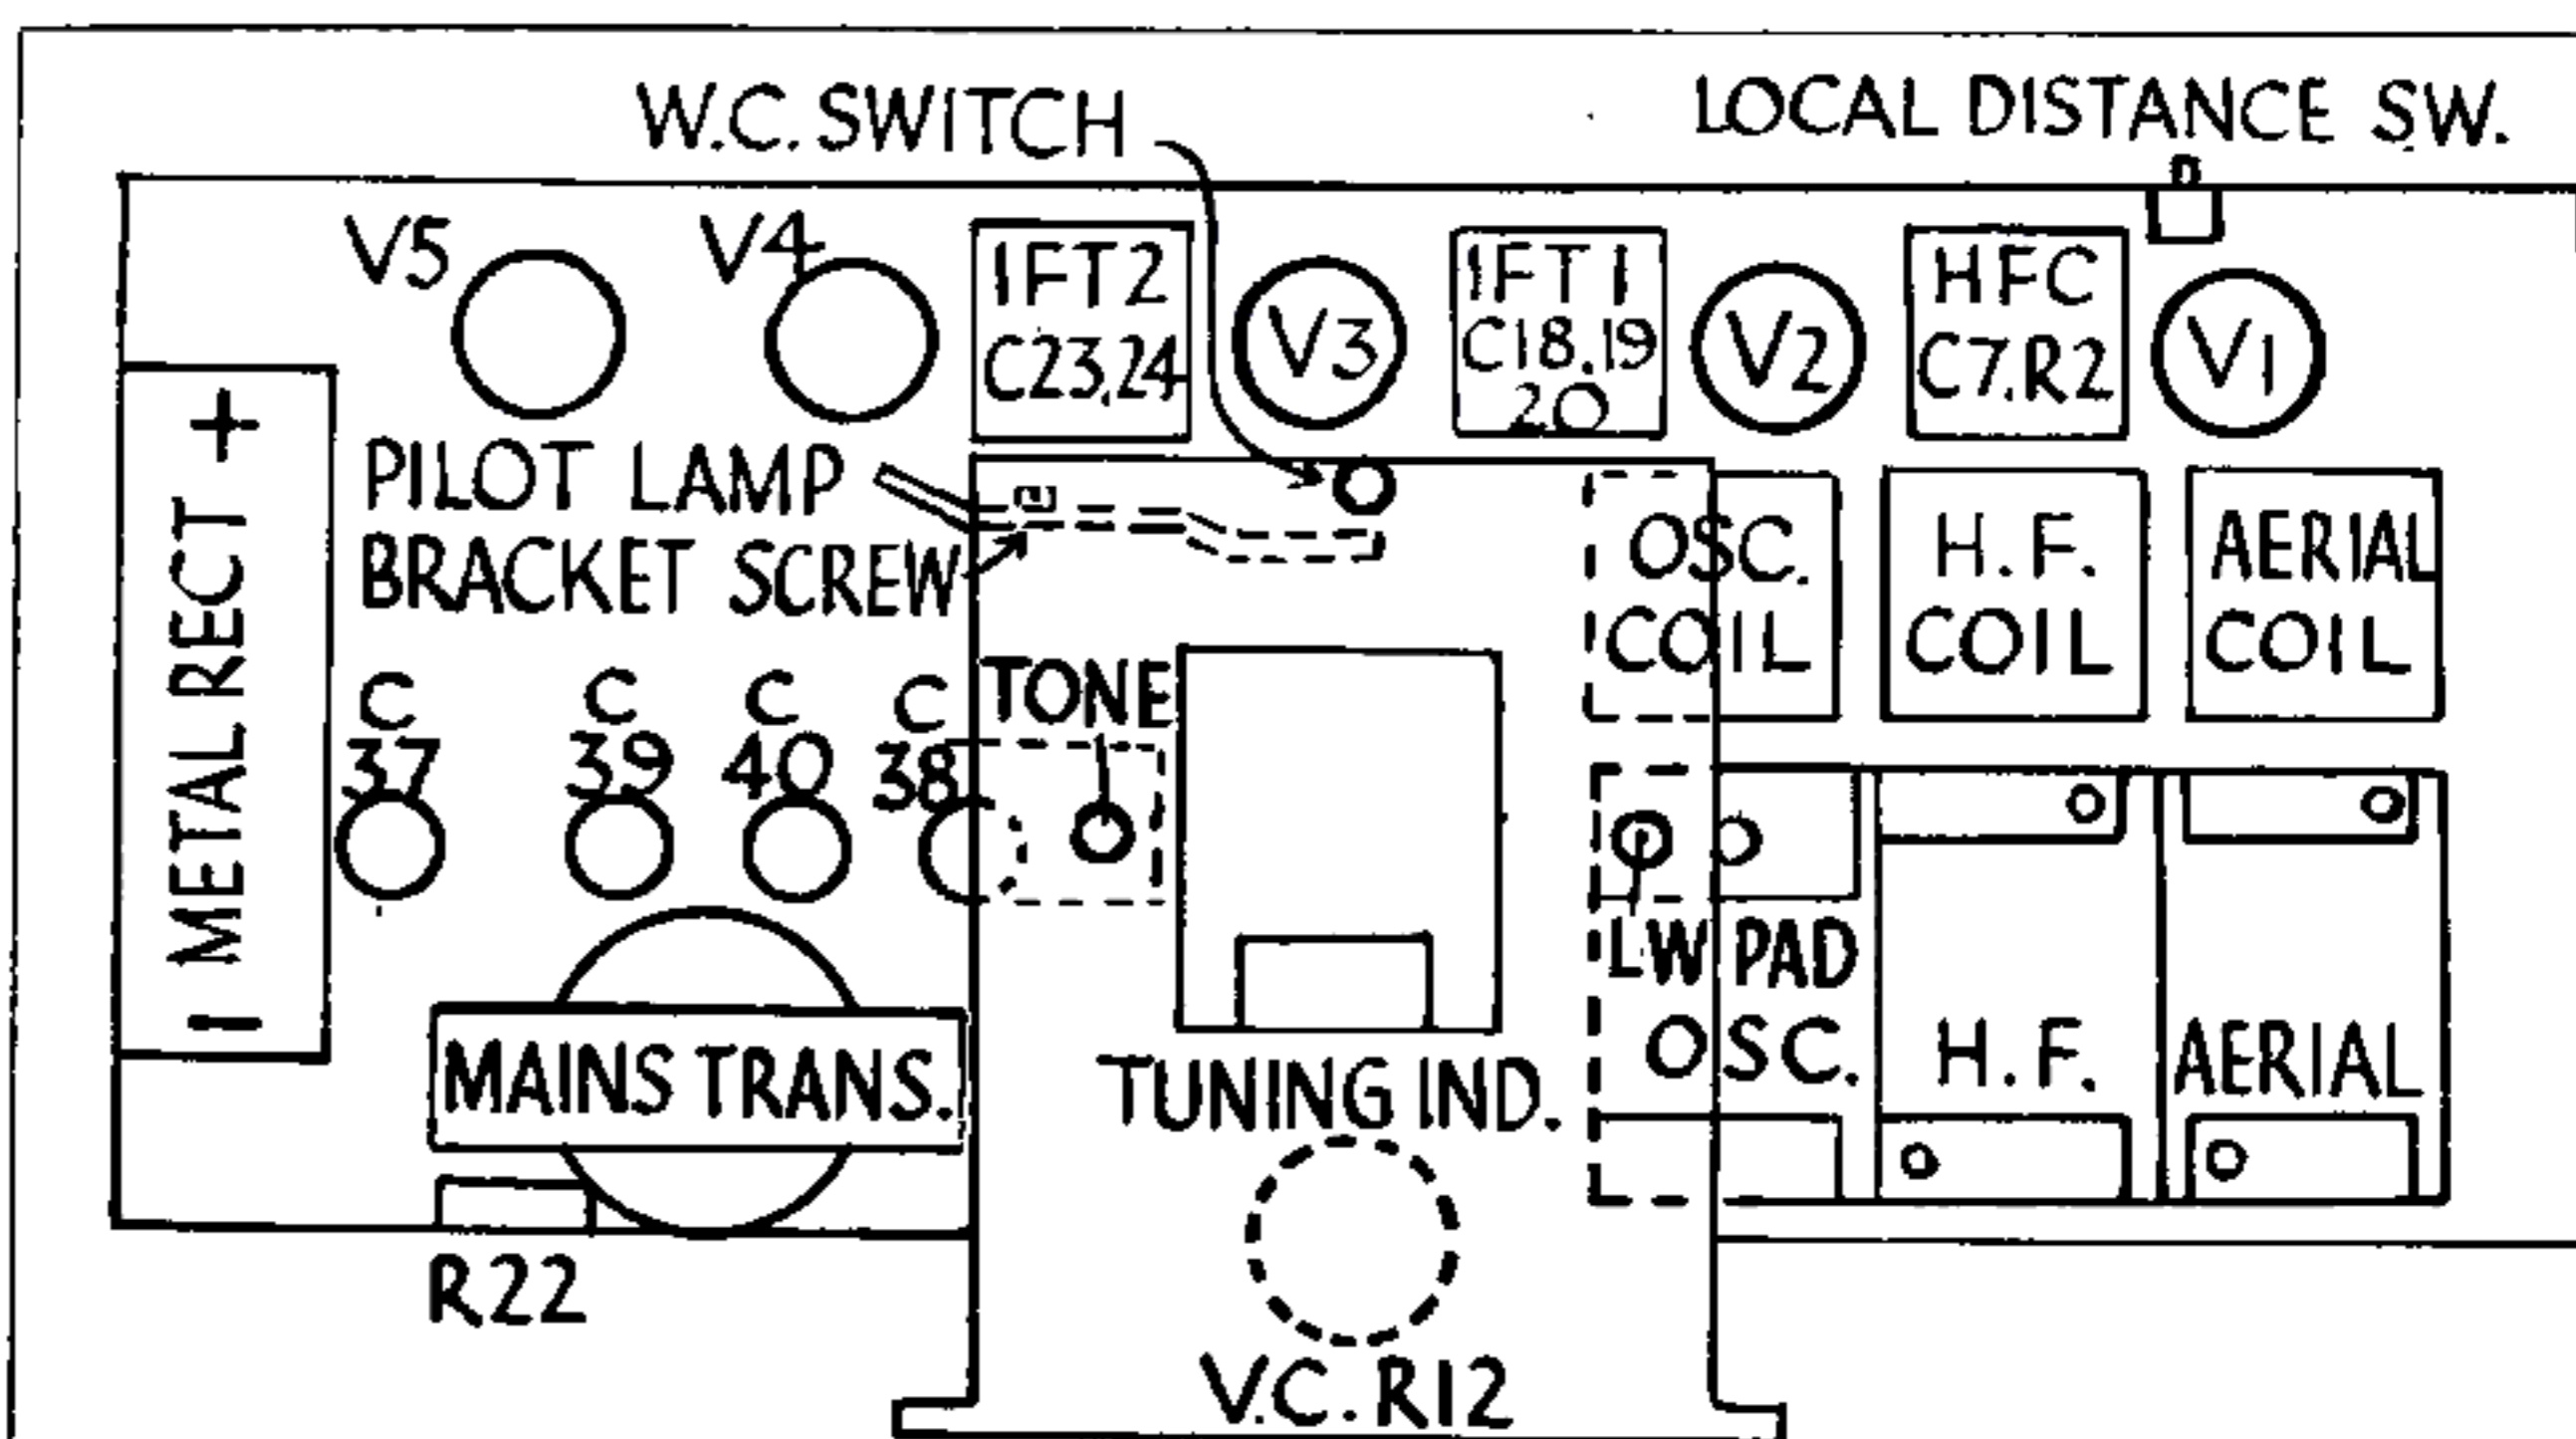 W.C. SWITCH
LOCAL DISTANCE SW.
V5
V4
IFT2
C23,24
V3
IFT1
C18.19
20
V2
HFC
C7.R2
V1
+
METAL RECT
−
PILOT LAMP
BRACKET SCREW
OSC.
COIL
H.F.
COIL
AERIAL
COIL
C
37
C
39
C
40
C
38
TONE
LW PAD
OSC.
H.F.
AERIAL
MAINS TRANS.
TUNING IND.
R22
V.C. R12